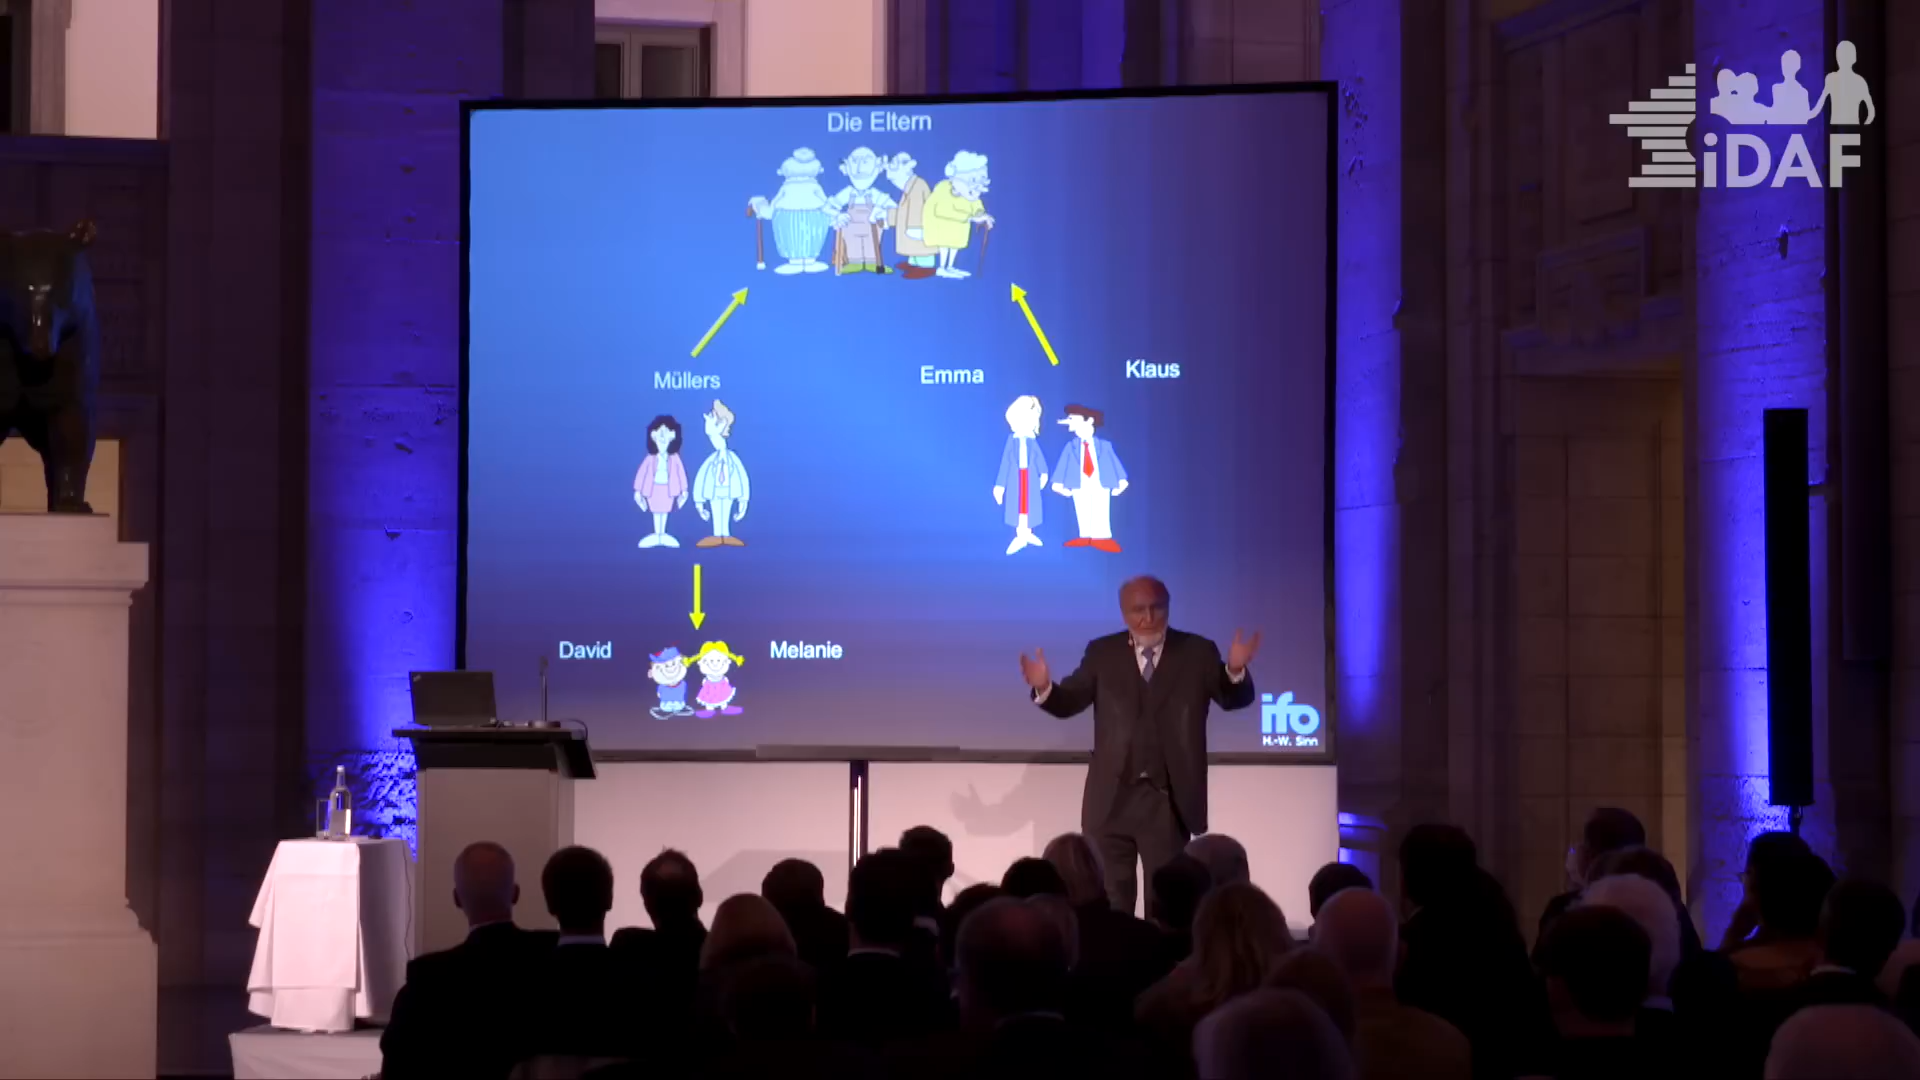 Die Eltern
iDAF
Müllers
Emma
Klaus
David
Melanie
ifo
H.-W. Sinn